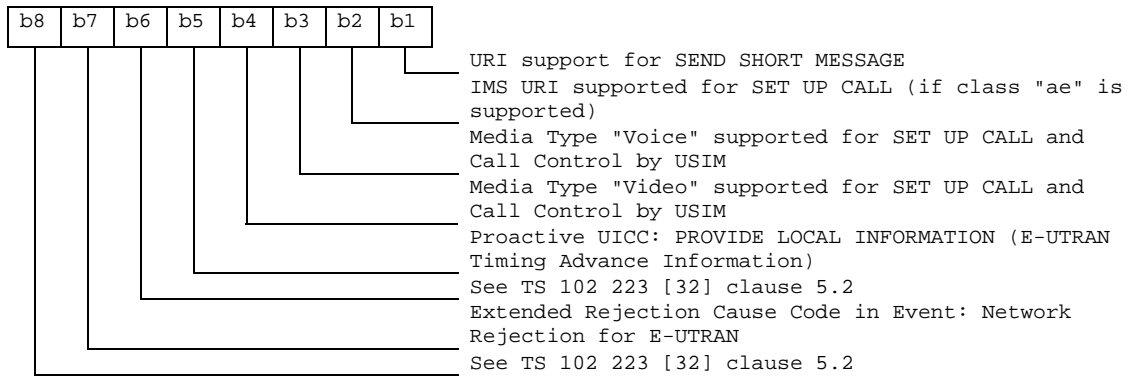 b8 b7 b6 b5 b4 b3 b2 b1
URI support for SEND SHORT MESSAGE
IMS URI supported for SET UP CALL (if class "ae" is
supported)
Media Type "Voice" supported for SET UP CALL and
Call Control by USIM
Media Type "Video" supported for SET UP CALL and
Call Control by USIM
Proactive UICC: PROVIDE LOCAL INFORMATION (E-UTRAN
Timing Advance Information)
See TS 102 223 [32] clause 5.2
Extended Rejection Cause Code in Event: Network
Rejection for E-UTRAN
See TS 102 223 [32] clause 5.2